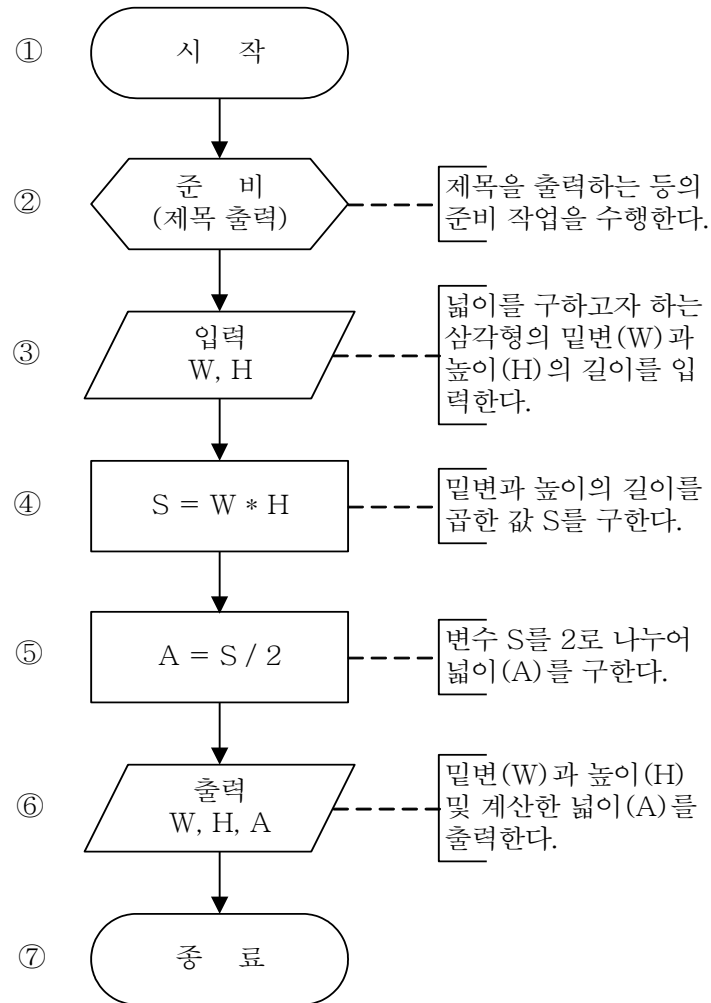 ①
시 작
②
준 비
(제목 출력)
제목을 출력하는 등의
준비 작업을 수행한다.
③
입력
W, H
넓이를 구하고자 하는
삼각형의 밑변(W)과
높이(H)의 길이를 입
력한다.
④
S = W * H
밑변과 높이의 길이를
곱한 값 S를 구한다.
⑤
A = S / 2
변수 S를 2로 나누어
넓이(A)를 구한다.
⑥
출력
W, H, A
밑변(W)과 높이(H)
및 계산한 넓이(A)를
출력한다.
⑦
종 료